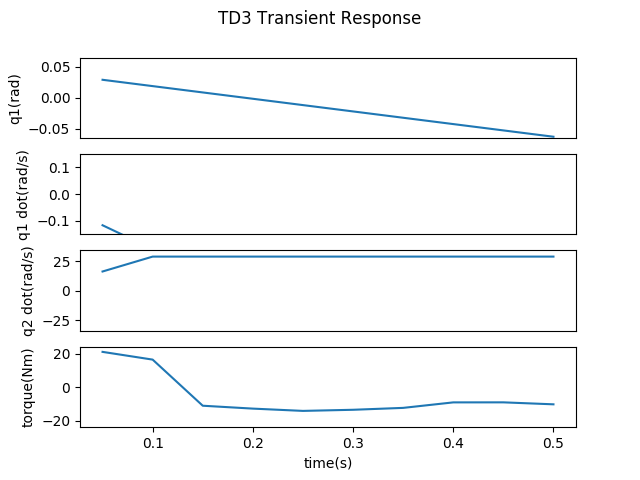 TD3 Transient Response
q1(rad)
0.05
0.00
−0.05
q1 dot(rad/s)
0.1
0.0
−0.1
q2 dot(rad/s)
25
0
−25
torque(Nm)
20
0
−20
0.1 0.2 0.3 0.4 0.5
time(s)